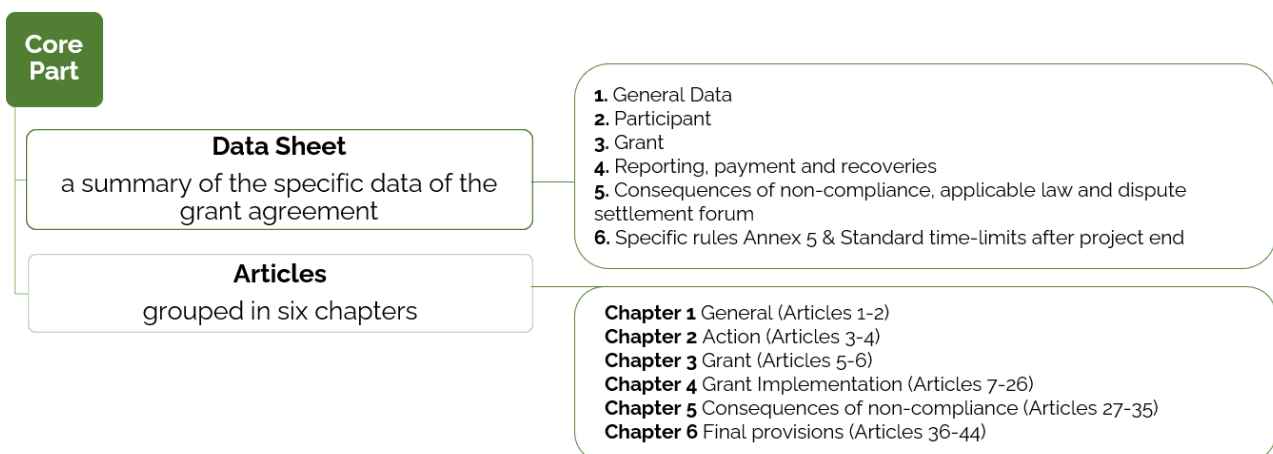 Core
Part
Data Sheet
a summary of the specific data of the
grant agreement
1. General Data
2. Participant
3. Grant
4. Reporting, payment and recoveries
5. Consequences of non-compliance, applicable law and dispute
settlement forum
6. Specific rules Annex 5 & Standard time-limits after project end
Articles
grouped in six chapters
Chapter 1 General (Articles 1-2)
Chapter 2 Action (Articles 3-4)
Chapter 3 Grant (Articles 5-6)
Chapter 4 Grant Implementation (Articles 7-26)
Chapter 5 Consequences of non-compliance (Articles 27-35)
Chapter 6 Final provisions (Articles 36-44)